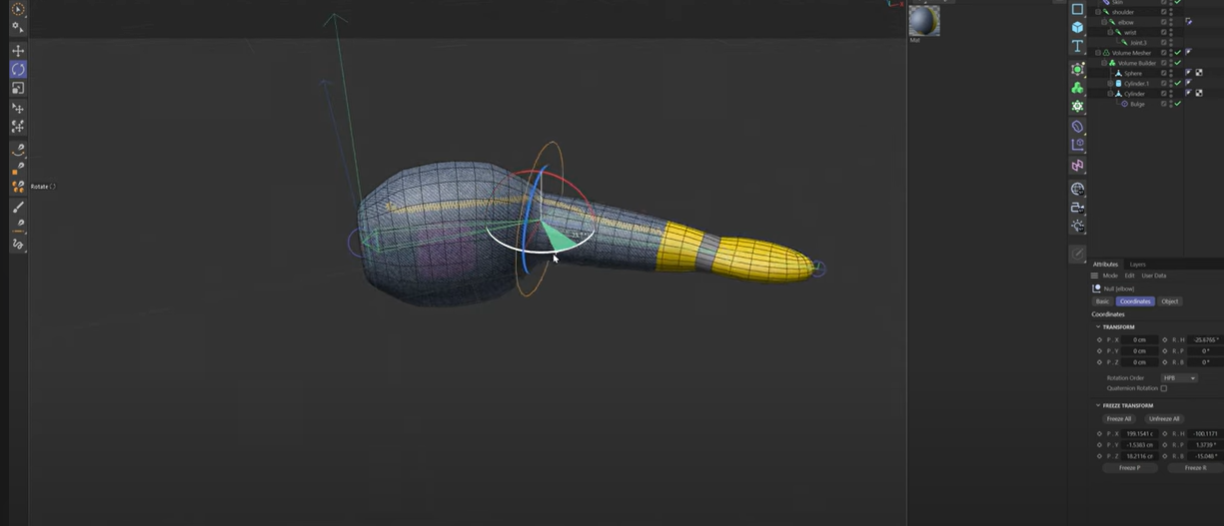 Rotate
Mat
Skin
shoulder
elbow
wrist
Joint.3
Volume Mesher
Volume Builder
Sphere
Cylinder.1
Cylinder
Bulge
Attributes Layers
Mode Edit User Data
Null [elbow]
Basic Coordinates Object
Coordinates
TRANSFORM
P . X 0 cm R . H -25.6765 °
P . Y 0 cm R . P 0 °
P . Z 0 cm R . B 0 °
Rotation Order HPB
Quaternion Rotation
FREEZE TRANSFORM
Freeze All Unfreeze All
P . X 199.1541 c R . H -100.1171
P . Y -1.5383 cm R . P 1.3739 °
P . Z 18.2116 cm R . B -15.048 °
Freeze P Freeze R